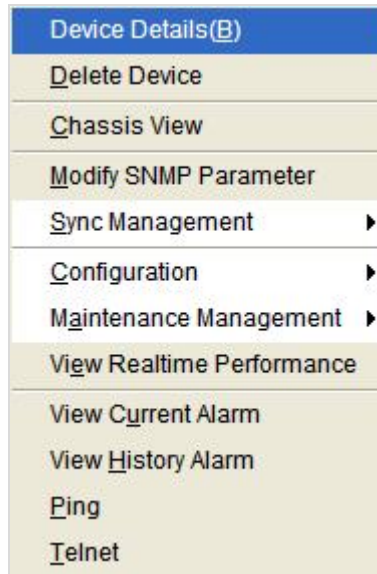 Device Details(B)
Delete Device
Chassis View
Modify SNMP Parameter
Sync Management
Configuration
Maintenance Management
View Realtime Performance
View Current Alarm
View History Alarm
Ping
Telnet